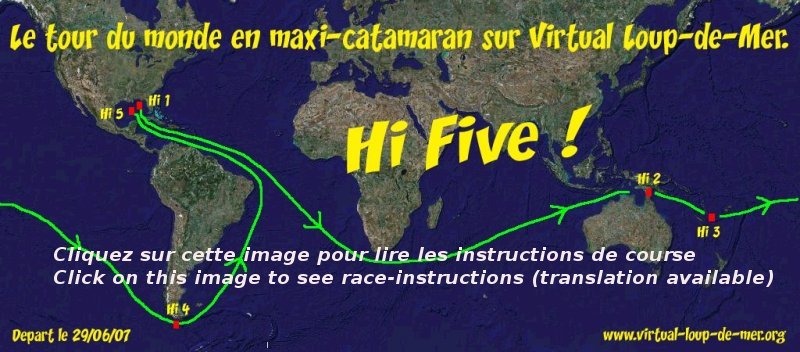 Le tour du monde en maxi-catamaran sur Virtual Loup-de-Mer.
Hi 1
Hi 5
Hi Five !
Hi 2
Hi 3
Cliquez sur cette image pour lire les instructions de course
Click on this image to see race-instructions (translation available)
Hi 4
Depart le 29/06/07
www.virtual-loup-de-mer.org